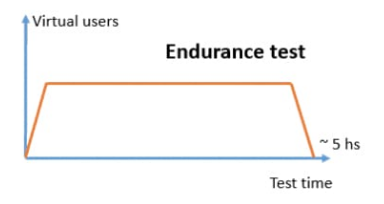 Virtual users
Endurance test
~ 5 hs
Test time